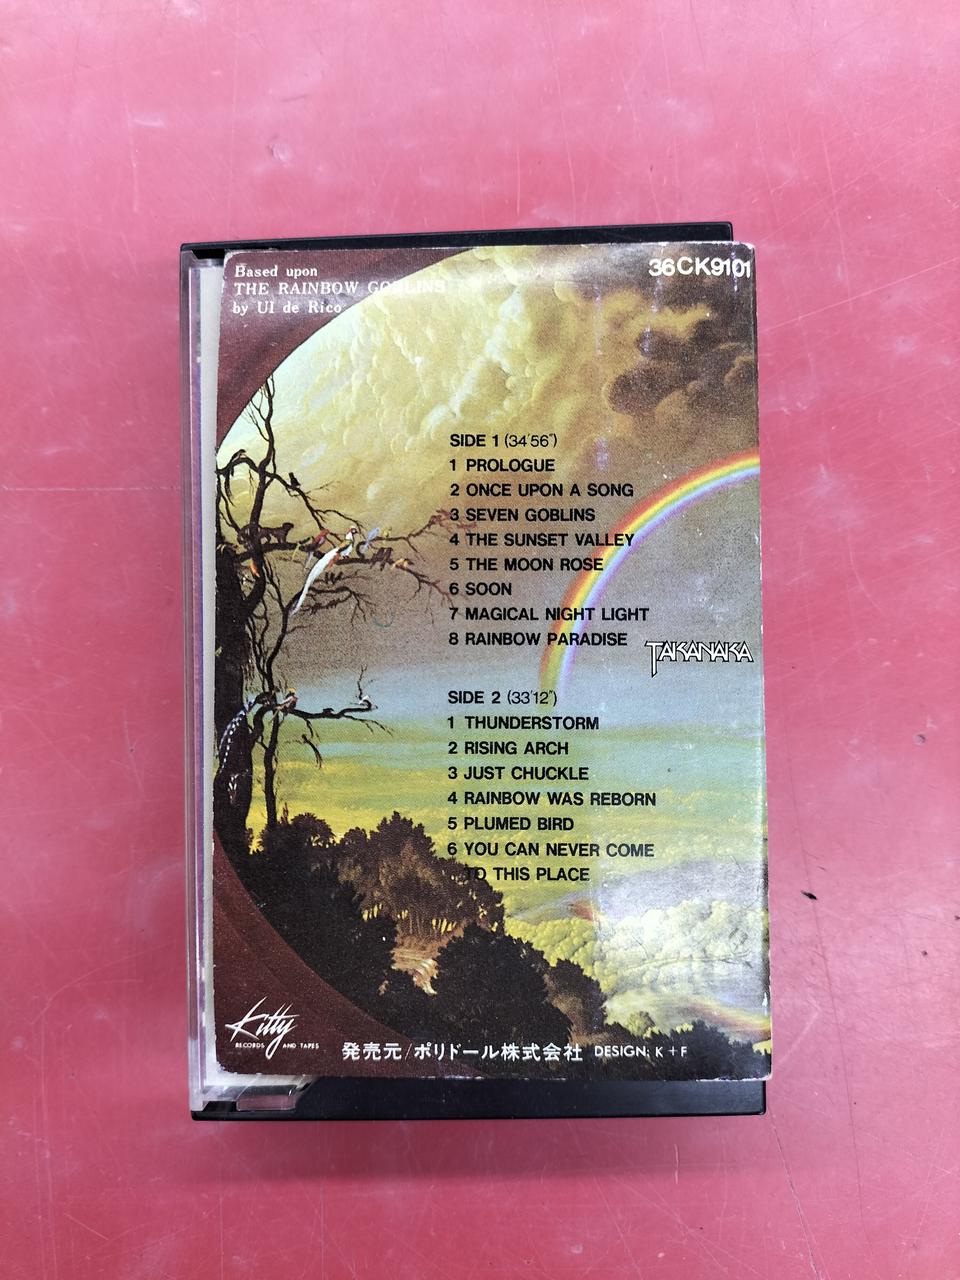 Based upon
THE RAINBOW GOBLINS
by Ul de Rico
36CK9101
SIDE 1 (34'56")
1 PROLOGUE
2 ONCE UPON A SONG
3 SEVEN GOBLINS
4 THE SUNSET VALLEY
5 THE MOON ROSE
6 SOON
7 MAGICAL NIGHT LIGHT
8 RAINBOW PARADISE
TAKANAKA
SIDE 2 (33'12")
1 THUNDERSTORM
2 RISING ARCH
3 JUST CHUCKLE
4 RAINBOW WAS REBORN
5 PLUMED BIRD
6 YOU CAN NEVER COME
TO THIS PLACE
Kitty
RECORDS AND TAPES
発売元/ポリドール株式会社 DESIGN: K+F